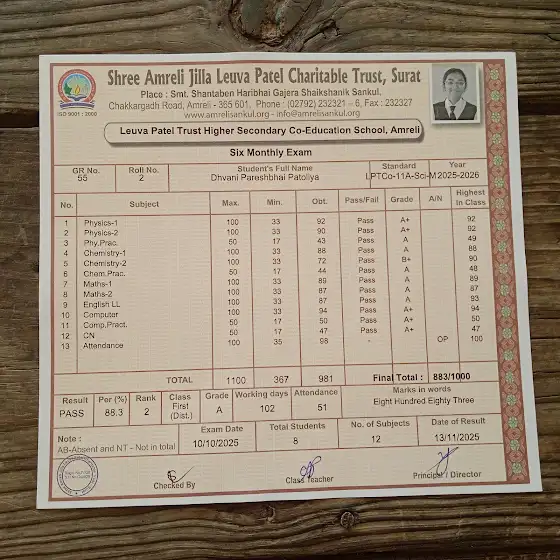 Shree Amreli Jilla Leuva Patel Charitable Trust, Surat
Place : Smt. Shantaben Haribhai Gajera Shaikshanik Sankul,
Chakkargadh Road, Amreli - 365 601, Phone : (02792) 232321 – 6, Fax : 232327
www.amrelisankul.org - info@amrelisankul.org
ISO 9001 : 2000
Leuva Patel Trust Higher Secondary Co-Education School, Amreli
Six Monthly Exam
GR No. Roll No. Student's Full Name Standard Year
55 2 Dhvani Pareshbhai Patoliya LPTCo-11A-Sci-M 2025-2026
No. Subject Max. Min. Obt. Pass/Fail Grade A/N Highest In Class
1 Physics-1 100 33 92 Pass A+ 92
2 Physics-2 100 33 90 Pass A+ 92
3 Phy.Prac. 50 17 43 Pass A 49
4 Chemistry-1 100 33 88 Pass A 88
5 Chemistry-2 100 33 72 Pass B+ 90
6 Chem.Prac. 50 17 44 Pass A 48
7 Maths-1 100 33 89 Pass A 89
8 Maths-2 100 33 87 Pass A 87
9 English LL 100 33 87 Pass A 93
10 Computer 100 33 94 Pass A+ 94
11 Comp.Pract. 50 17 50 Pass A+ 50
12 CN 50 17 47 Pass A+ 47
13 Attendance 100 35 98 - OP 100
TOTAL 1100 367 981 Final Total : 883/1000
Result Per (%) Rank Class Grade Working days Attendance Marks in words
PASS 88.3 2 First (Dist.) A 102 51 Eight Hundred Eighty Three
Note : Exam Date Total Students No. of Subjects Date of Result
AB-Absent and NT – Not in total 10/10/2025 8 12 13/11/2025
Checked By Class Teacher Principal / Director